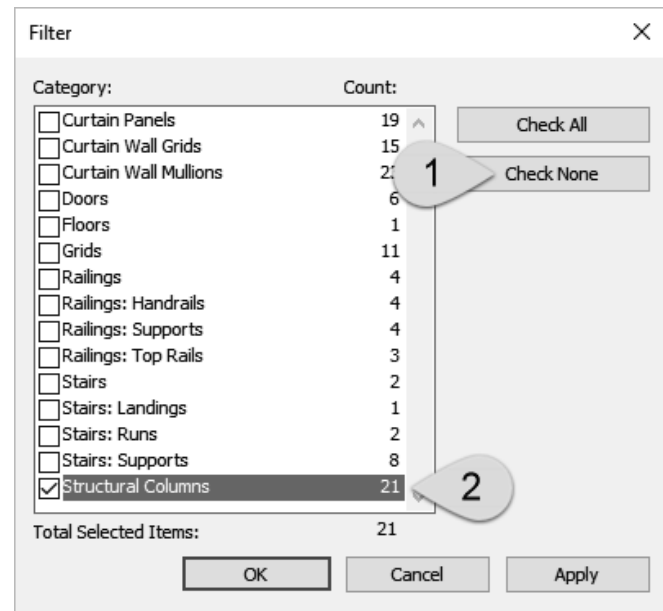 Filter
Category: Count:
Curtain Panels 19
Check All
Curtain Wall Grids 15
Curtain Wall Mullions
1
Check None
Doors 6
Floors 1
Grids 11
Railings 4
Railings: Handrails 4
Railings: Supports 4
Railings: Top Rails 3
Stairs 2
Stairs: Landings 1
Stairs: Runs 2
Stairs: Supports 8
Structural Columns 21
2
Total Selected Items: 21
OK Cancel Apply